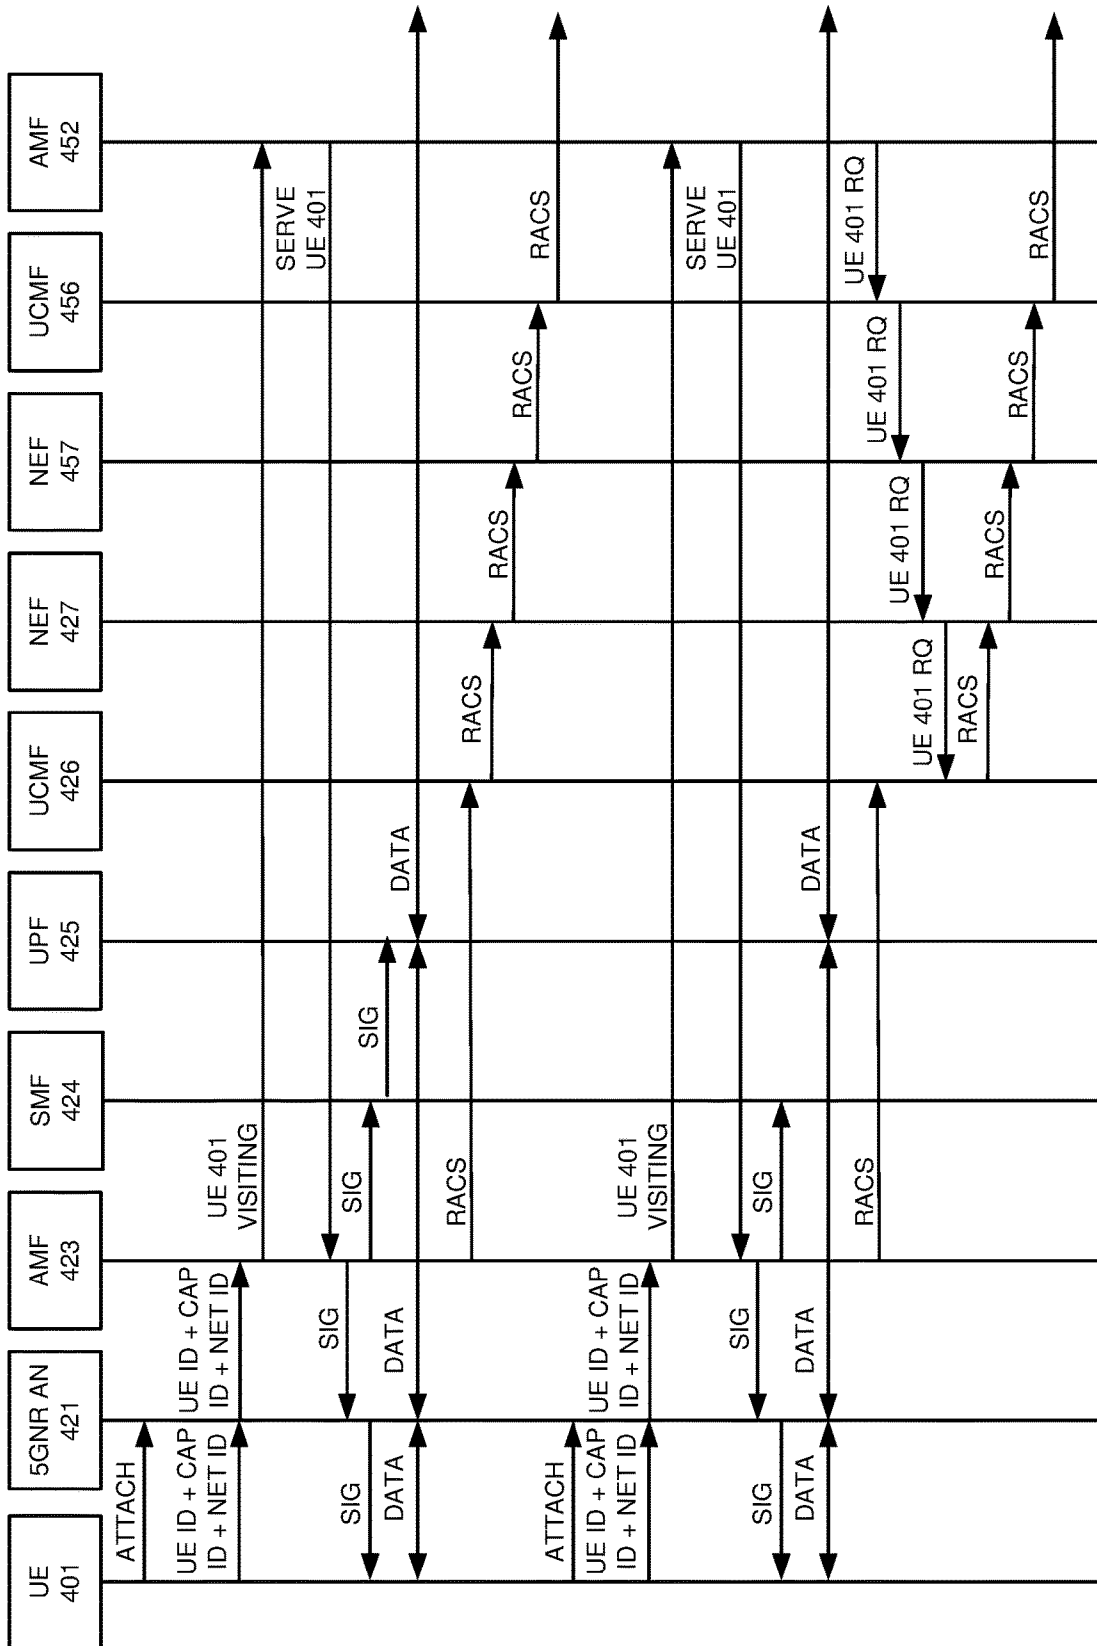 UE
401
5GNR AN
421
AMF
423
SMF
424
UPF
425
UCMF
426
NEF
427
NEF
457
UCMF
456
AMF
452
ATTACH
UE ID + CAP
ID + NET ID
UE ID + CAP
ID + NET ID
UE 401
VISITING
SERVE
UE 401
SIG
SIG
SIG
SIG
DATA
DATA
DATA
RACS
RACS
RACS
RACS
RACS
ATTACH
UE ID + CAP
ID + NET ID
UE ID + CAP
ID + NET ID
UE 401
VISITING
SERVE
UE 401
SIG
SIG
SIG
DATA
DATA
DATA
RACS
UE 401 RQ
UE 401 RQ
UE 401 RQ
UE 401 RQ
RACS
RACS
RACS
RACS